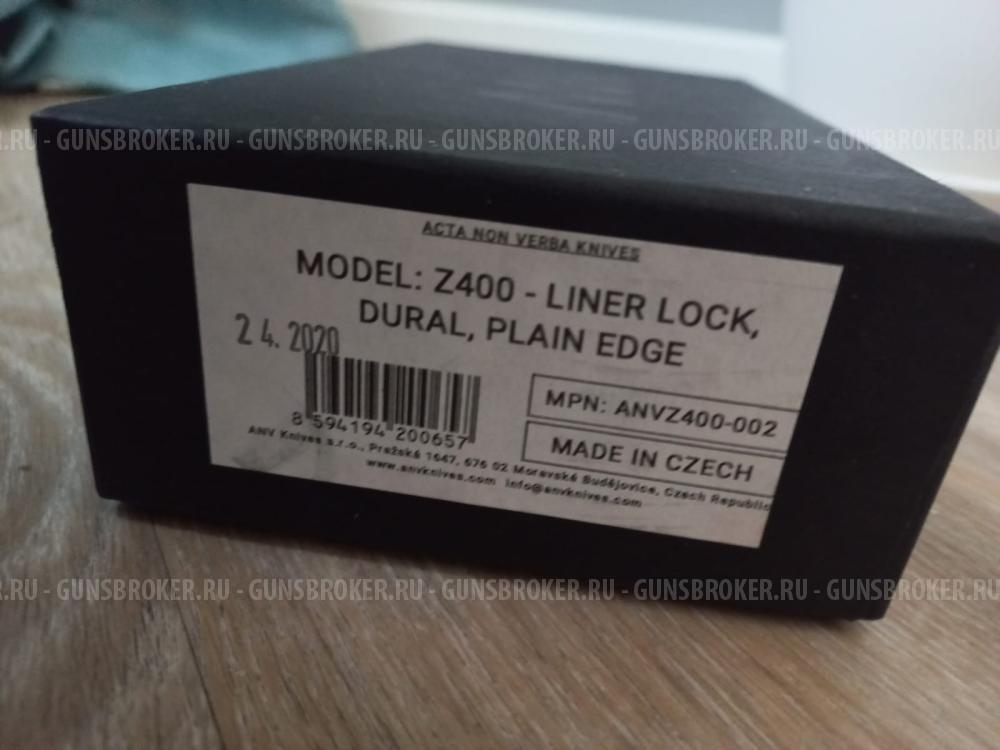 .RU - GUNSBROKER.RU - GUNSBROKER.RU - GUNSBROKER.RU - GUNSBROKER.RU - GUNSBROKER.RU
ACTA NON VERBA KNIVES
MODEL: Z400 - LINER LOCK,
DURAL, PLAIN EDGE
2 4. 2020
MPN: ANVZ400-002
8 594194 200657
MADE IN CZECH
ANV Knives s.r.o., Pražská 1647, 676 02 Moravské Budějovice, Czech Republic
www.anvknives.com info@anvknives.com
.RU - GUNSBROKER.RU - GUNSBROKER.RU - GUNSBROKER.RU - GUNSBROKER.RU - GUNSBROKER.RU